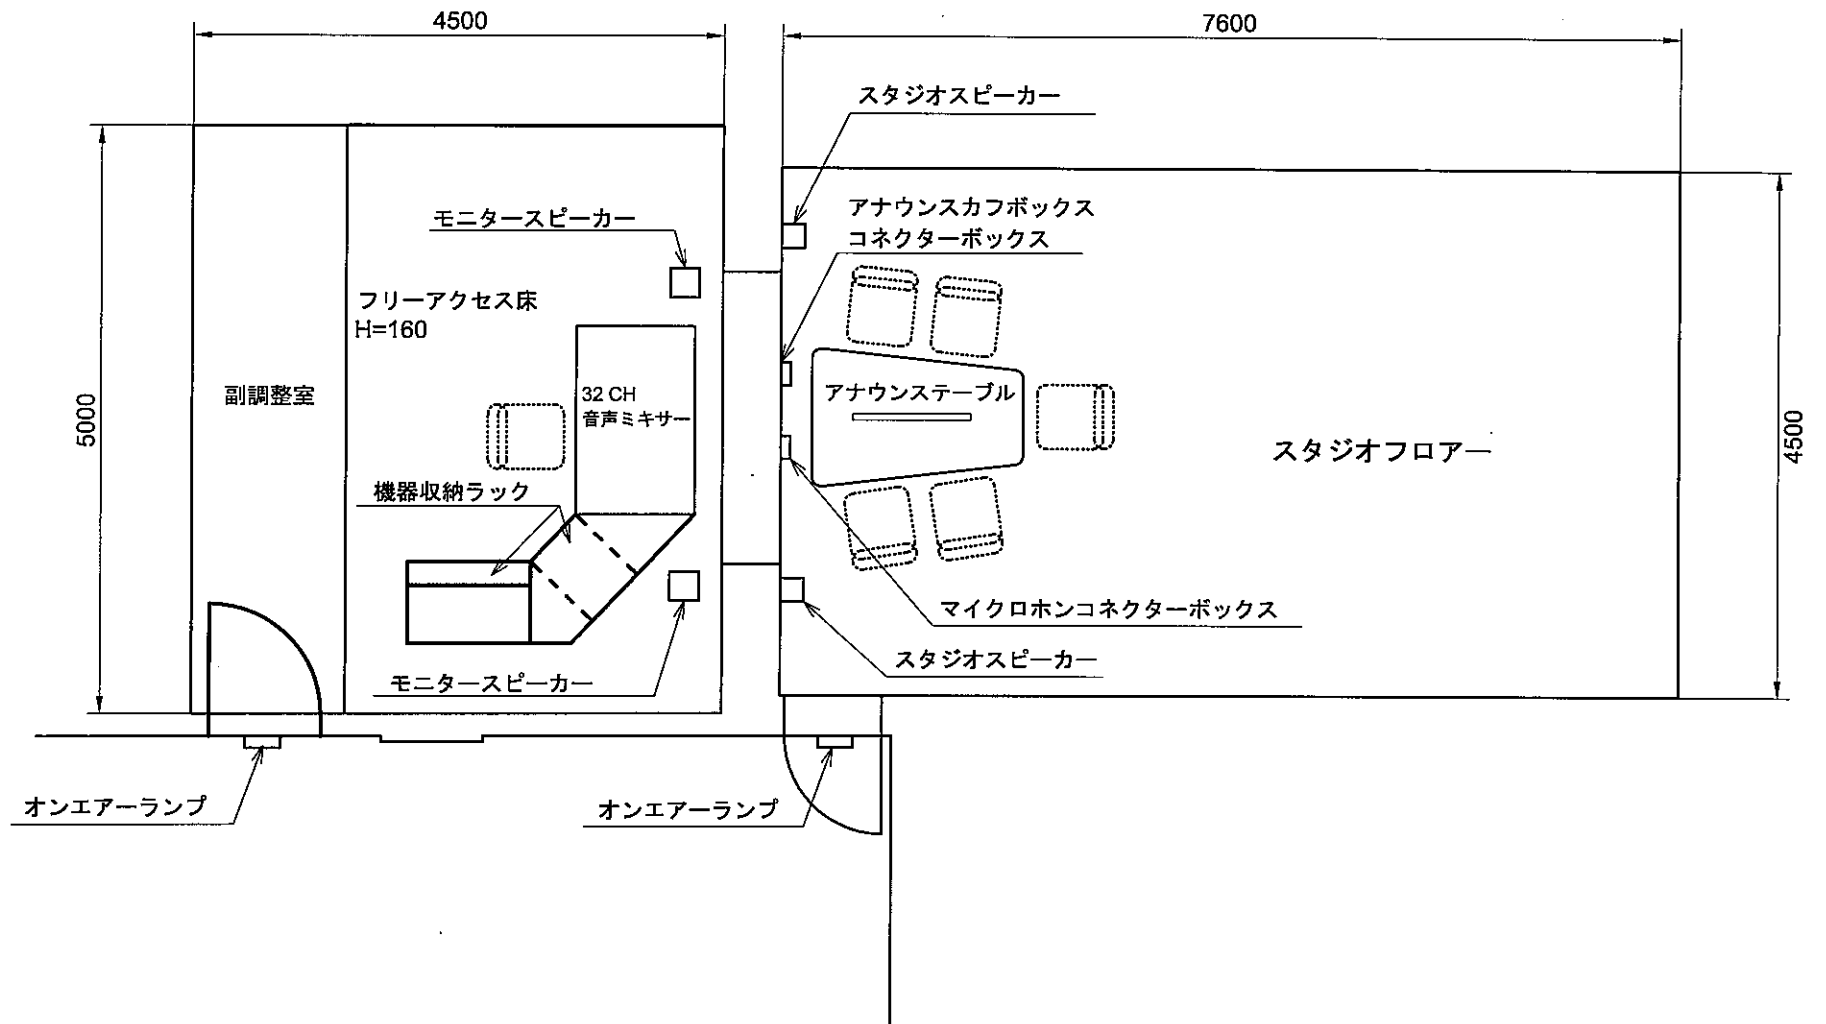 4500
7600
スタジオスピーカー
モニタースピーカー
アナウンスカフボックス
コネクターボックス
フリーアクセス床
H=160
副調整室
32 CH
音声ミキサー
アナウンステーブル
5000
4500
スタジオフロアー
機器収納ラック
マイクロホンコネクターボックス
スタジオスピーカー
モニタースピーカー
オンエアーランプ
オンエアーランプ